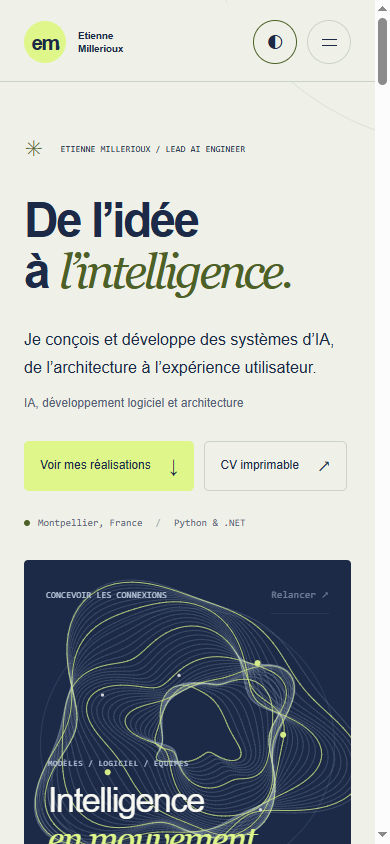 em
Etienne
Millerioux
ETIENNE MILLERIOUX / LEAD AI ENGINEER
De l’idée
à l’intelligence.
Je conçois et développe des systèmes d’IA,
de l’architecture à l’expérience utilisateur.
IA, développement logiciel et architecture
Voir mes réalisations ↓
CV imprimable ↗
Montpellier, France / Python & .NET
CONCEVOIR LES CONNEXIONS
Relancer ↗
MODÈLES / LOGICIEL / ÉQUIPES
Intelligence
en mouvement